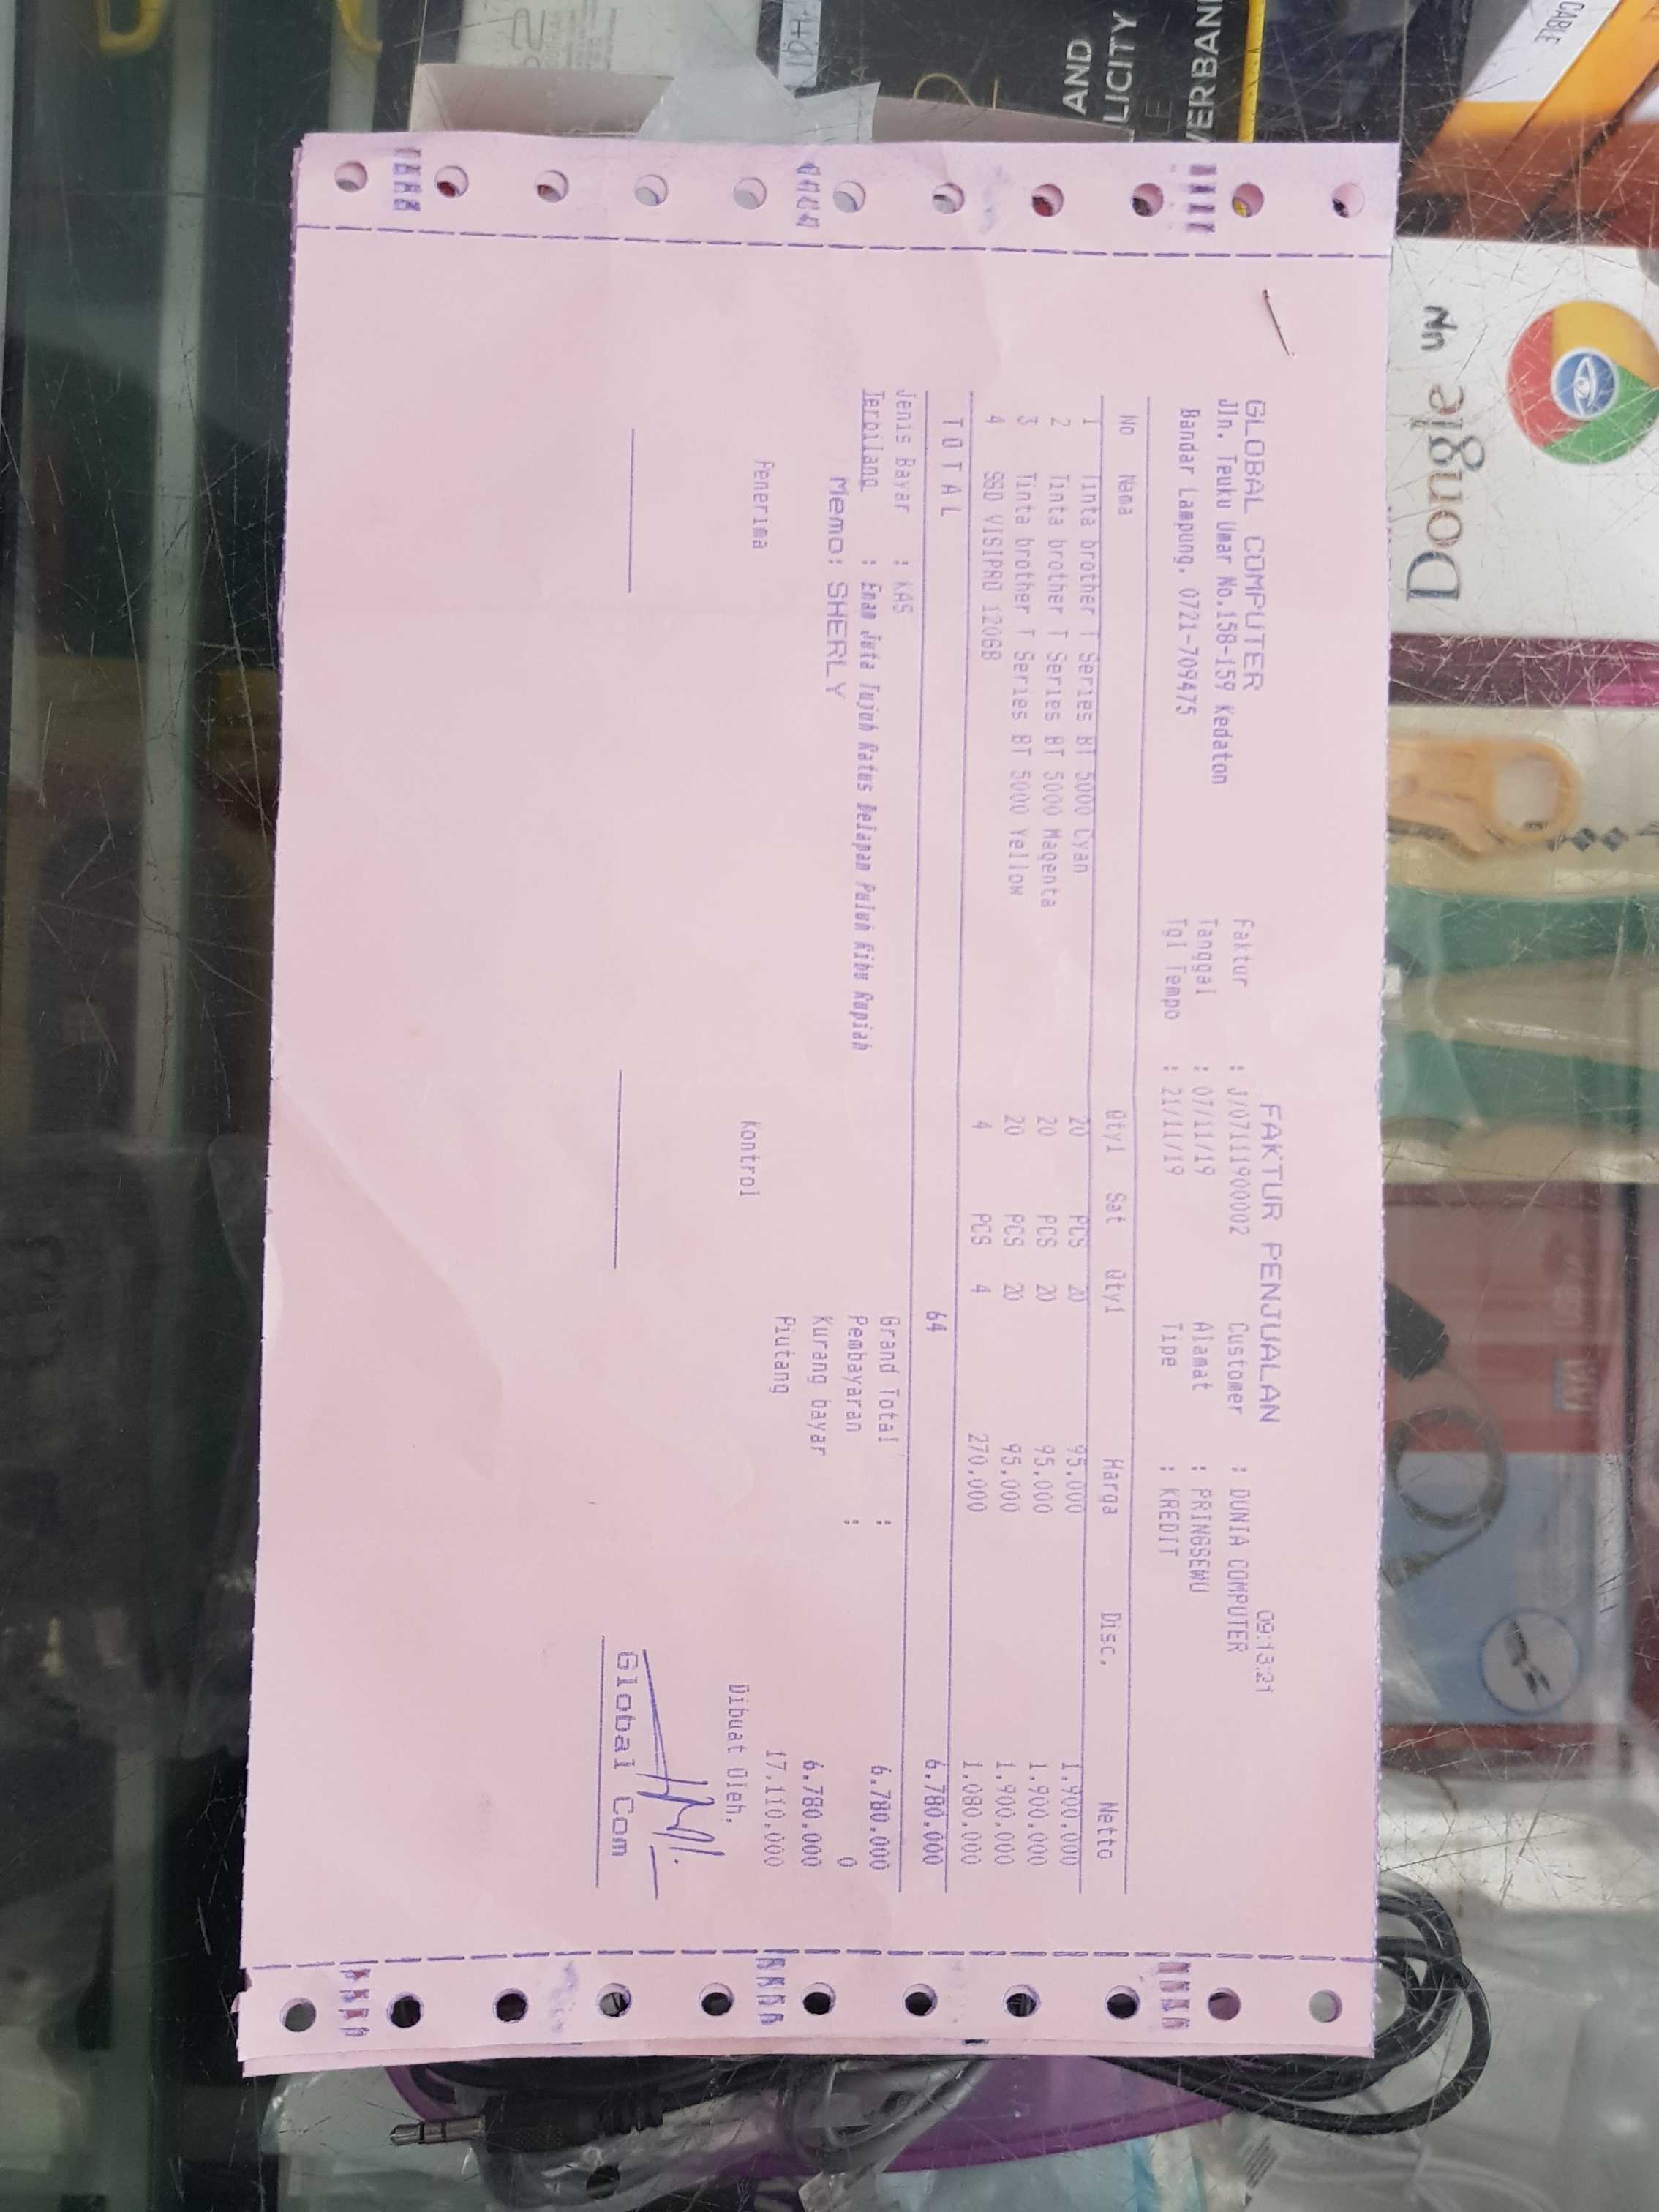 GLOBAL COMPUTER
Jln. Teuku Umar No.158-159 Kedaton
Bandar Lampung, 0721-709475
FAKTUR PENJUALAN 09:13:21
Faktur : J/07111900002 Customer : DUNIA COMPUTER
Tanggal : 07/11/19 Alamat : PRINGSEWU
Tgl Tempo : 21/11/19 Tipe : KREDIT
No Nama Qty1 Sat Qty1 Harga Disc. Netto
1 Tinta brother T Series BT 5000 Cyan 20 PCS 20 95.000 1.900.000
2 Tinta brother T Series BT 5000 Magenta 20 PCS 20 95.000 1.900.000
3 Tinta brother T Series BT 5000 Yellow 20 PCS 20 95.000 1.900.000
4 SSD VISIPRO 120GB 4 PCS 4 270.000 1.080.000
T O T A L 64 6.780.000
Jenis Bayar : KAS Grand Total : 6.780.000
Terbilang : Enam Juta Tujuh Ratus Delapan Puluh Ribu Rupiah Pembayaran : 0
Memo: SHERLY Kurang bayar 6.780.000
Piutang 17.110.000
Penerima Kontrol Dibuat Oleh,
Global Com
AND
LICITY
VERBAN
CABLE
Dongle